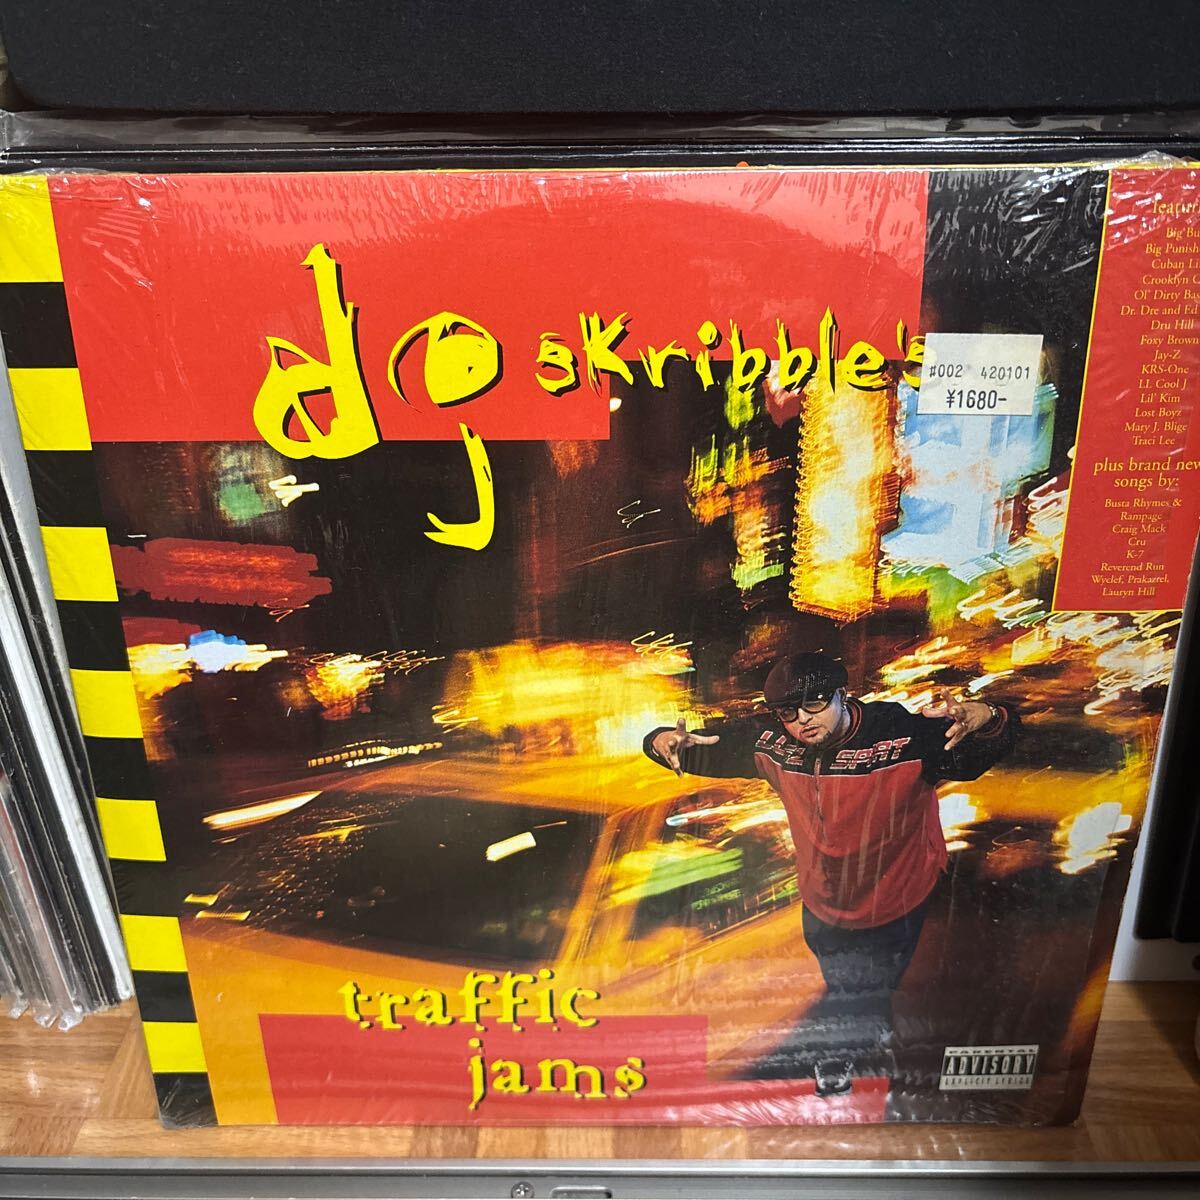 dj skribble's
traffic
jams
#002 420101
¥1680-
Big Bu
Big Punish
Cuban Li
Crooklyn C
Ol' Dirty Bas
Dr. Dre and Ed
Dru Hill
Foxy Brown
Jay-Z
KRS-One
LL Cool J
Lil' Kim
Lost Boyz
Mary J. Blige
Traci Lee
plus brand new
songs by:
Busta Rhymes &
Rampage
Craig Mack
Cru
K-7
Reverend Run
Wyclef, Prakazrel,
Lauryn Hill
PARENTAL
ADVISORY
EXPLICIT LYRICS